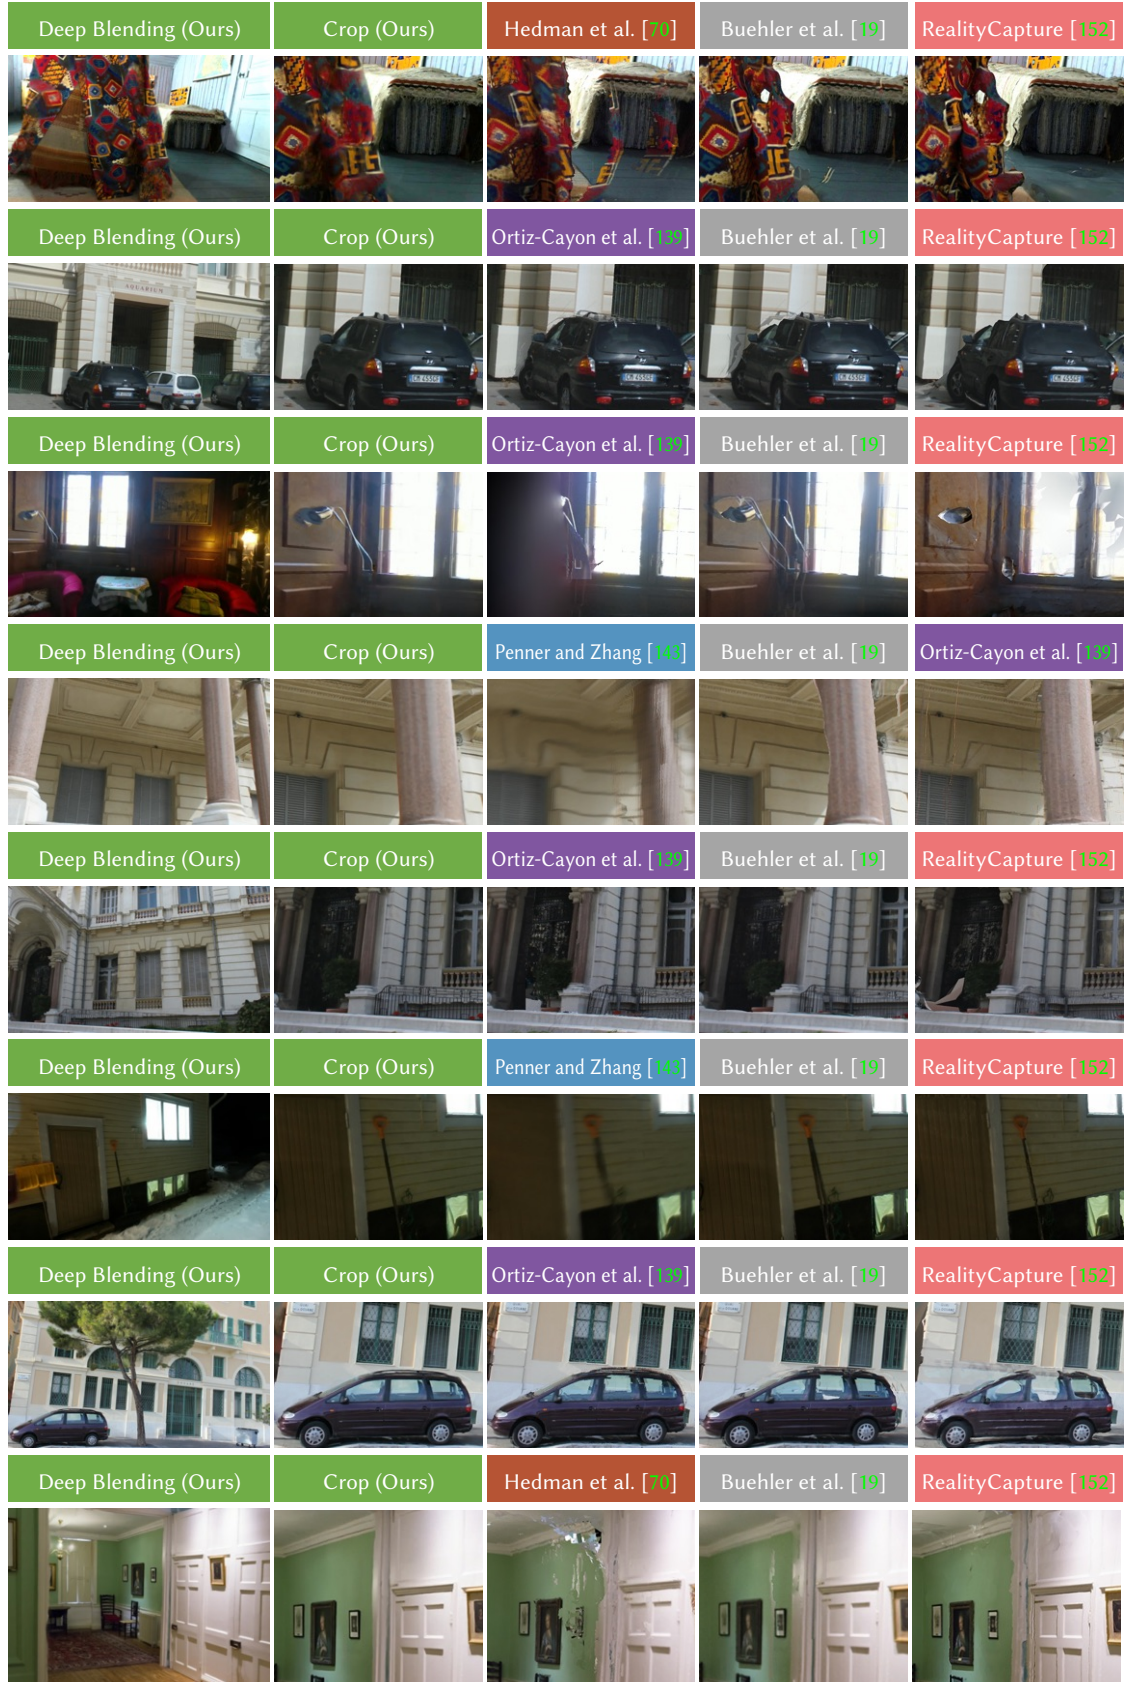 Deep Blending (Ours) Crop (Ours) Hedman et al. [70] Buehler et al. [19] RealityCapture [152]
Deep Blending (Ours) Crop (Ours) Ortiz-Cayon et al. [139] Buehler et al. [19] RealityCapture [152]
AQUARIUM
Deep Blending (Ours) Crop (Ours) Ortiz-Cayon et al. [139] Buehler et al. [19] RealityCapture [152]
Deep Blending (Ours) Crop (Ours) Penner and Zhang [143] Buehler et al. [19] Ortiz-Cayon et al. [139]
Deep Blending (Ours) Crop (Ours) Ortiz-Cayon et al. [139] Buehler et al. [19] RealityCapture [152]
Deep Blending (Ours) Crop (Ours) Penner and Zhang [143] Buehler et al. [19] RealityCapture [152]
Deep Blending (Ours) Crop (Ours) Ortiz-Cayon et al. [139] Buehler et al. [19] RealityCapture [152]
Deep Blending (Ours) Crop (Ours) Hedman et al. [70] Buehler et al. [19] RealityCapture [152]